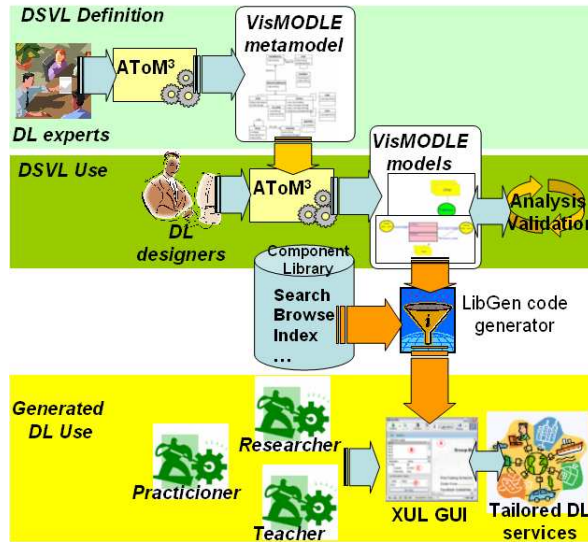 DSVL Definition
VisMODLE
metamodel
AToM³
DL experts
DSVL Use
VisMODLE
models
AToM³
Analysis
Validation
DL
designers
Component
Library
Search
Browse
Index
...
LibGen code
generator
Generated
DL Use
Researcher
Practicioner
Teacher
XUL GUI
Tailored DL
services